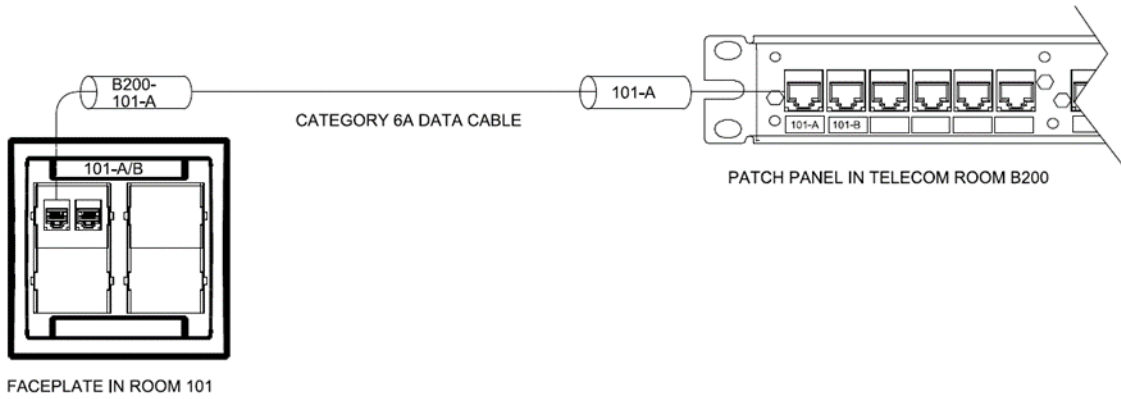 B200-
101-A
CATEGORY 6A DATA CABLE
101-A
101-A
101-B
PATCH PANEL IN TELECOM ROOM B200
101-A/B
FACEPLATE IN ROOM 101